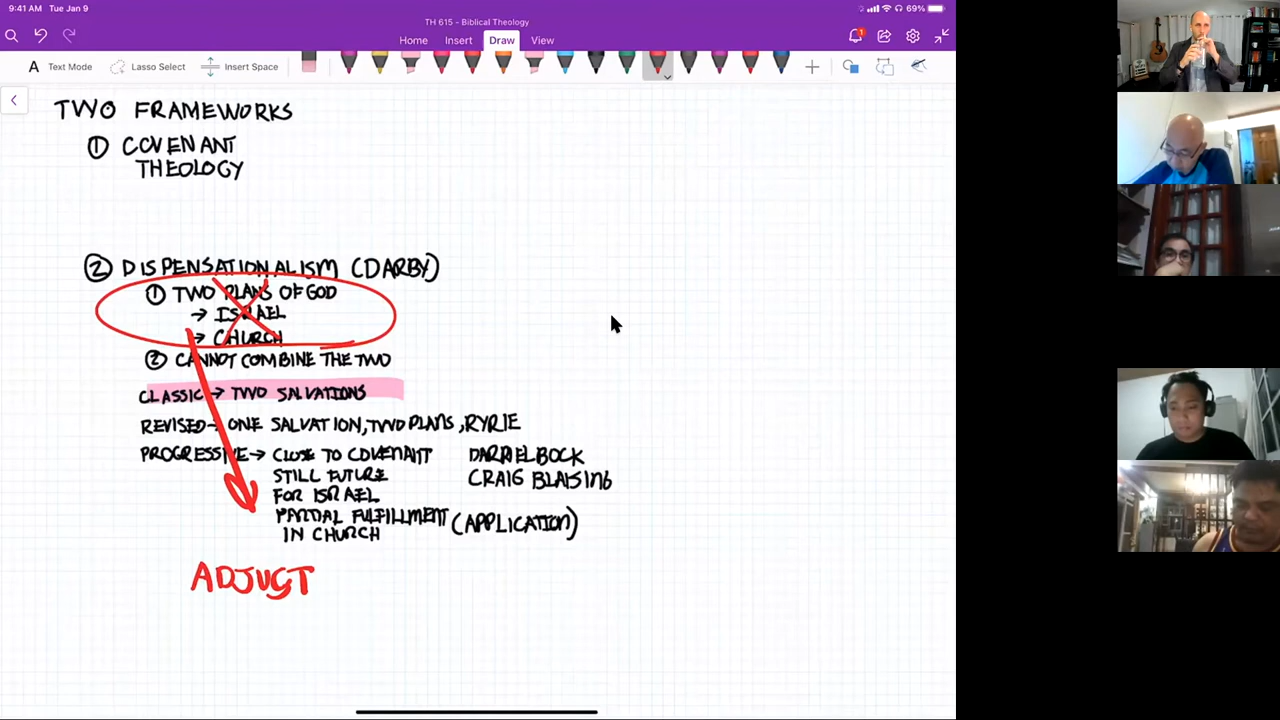 9:41 AM Tue Jan 9
69%
TH 615 - Biblical Theology
Home Insert Draw View
1
A Text Mode Lasso Select Insert Space
TWO FRAMEWORKS
① COVENANT
THEOLOGY
② DISPENSATIONALISM (DARBY)
① TWO PLANS OF GOD
→ ISRAEL
→ CHURCH
② CANNOT COMBINE THE TWO
CLASSIC → TWO SALVATIONS
REVISED → ONE SALVATION, TWO PLANS, RYRIE
PROGRESSIVE → CLOSE TO COVENANT DARRELBOCK
STILL FUTURE CRAIG BLAISING
FOR ISRAEL
PARTIAL FULFILLMENT (APPLICATION)
IN CHURCH
ADJUST